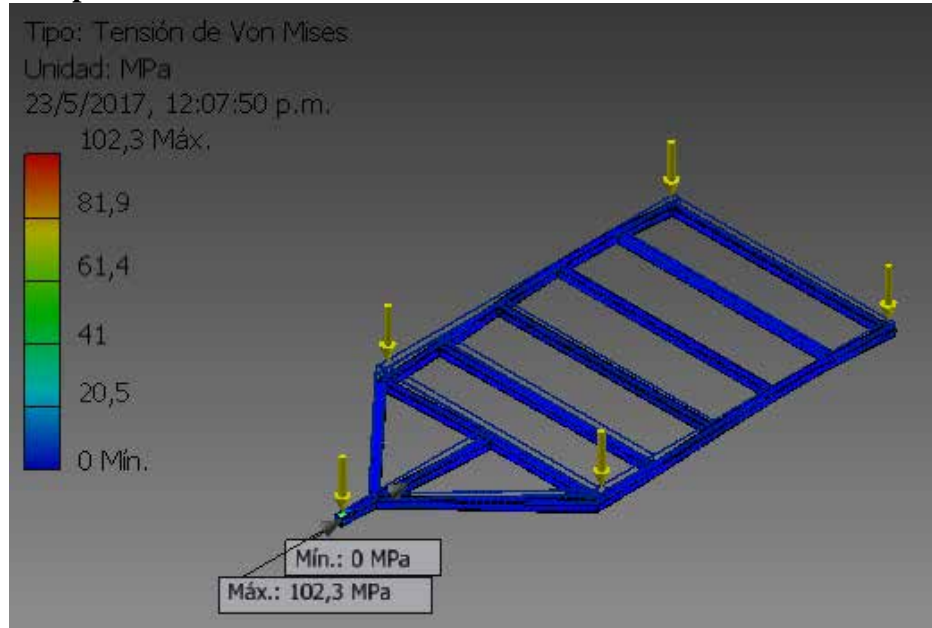 Tipo: Tensión de Von Mises
Unidad: MPa
23/5/2017, 12:07:50 p.m.
102,3 Máx.
81,9
61,4
41
20,5
0 Mín.
Mín.: 0 MPa
Máx.: 102,3 MPa